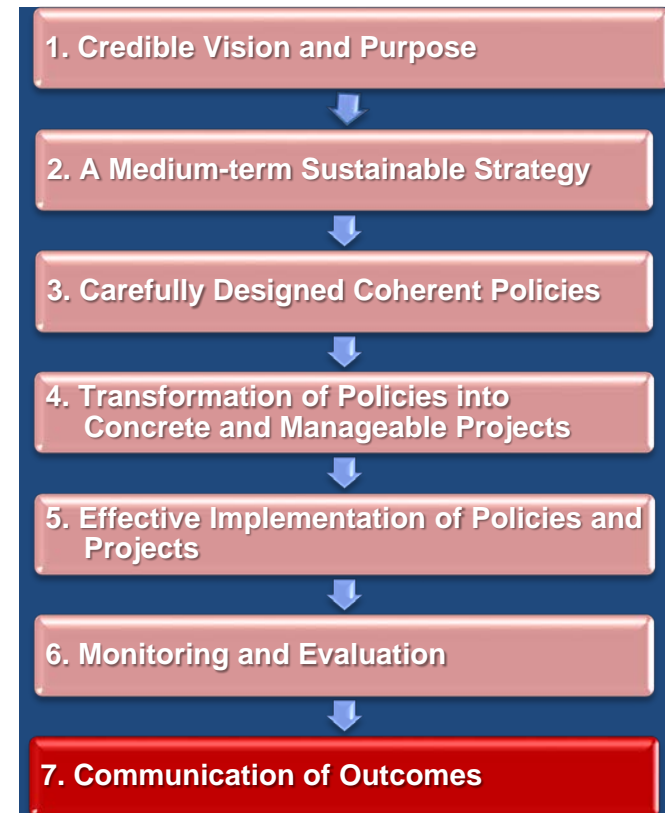 1. Credible Vision and Purpose
2. A Medium-term Sustainable Strategy
3. Carefully Designed Coherent Policies
4. Transformation of Policies into
Concrete and Manageable Projects
5. Effective Implementation of Policies and
Projects
6. Monitoring and Evaluation
7. Communication of Outcomes